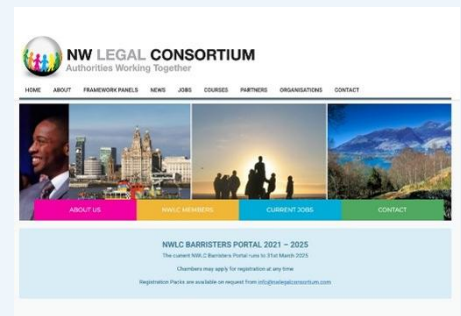 NW LEGAL CONSORTIUM
Authorities Working Together
HOME ABOUT FRAMEWORK PANELS NEWS JOBS COURSES PARTNERS ORGANISATIONS CONTACT
ABOUT US NWLC MEMBERS CURRENT JOBS CONTACT
NWLC BARRISTERS PORTAL 2021 – 2025
The current NWLC Barristers Portal runs to 31st March 2025
Chambers may apply for registration at any time
Registration Packs are available on request from info@nwlegalconsortium.com